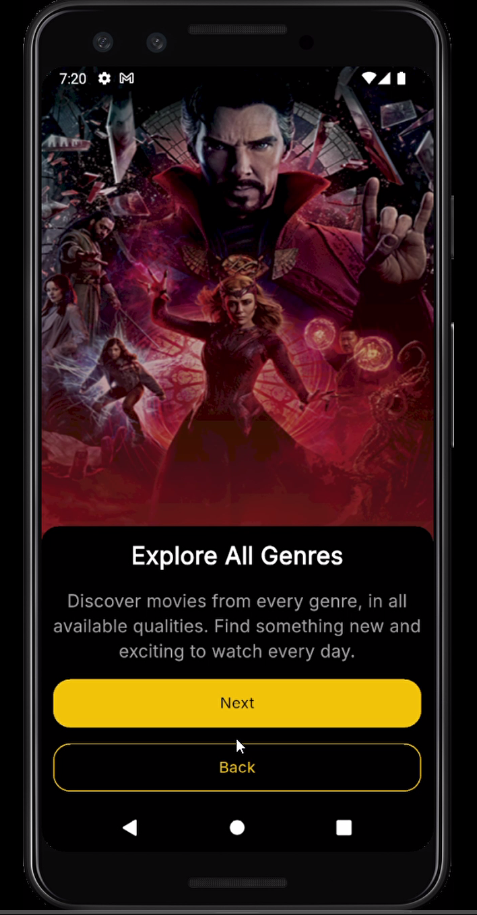 7:20
Explore All Genres
Discover movies from every genre, in all
available qualities. Find something new and
exciting to watch every day.
Next
Back